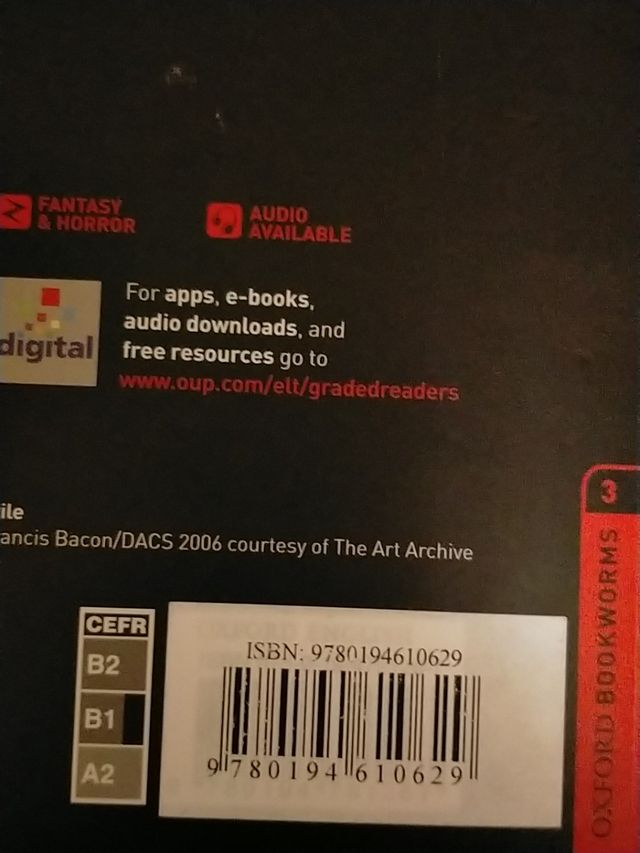 FANTASY
& HORROR
AUDIO
AVAILABLE
digital
For apps, e-books,
audio downloads, and
free resources go to
www.oup.com/elt/gradedreaders
ile
ancis Bacon/DACS 2006 courtesy of The Art Archive
3
OXFORD BOOKWORMS
CEFR
B2
B1
A2
ISBN: 9780194610629
9 780194 610629